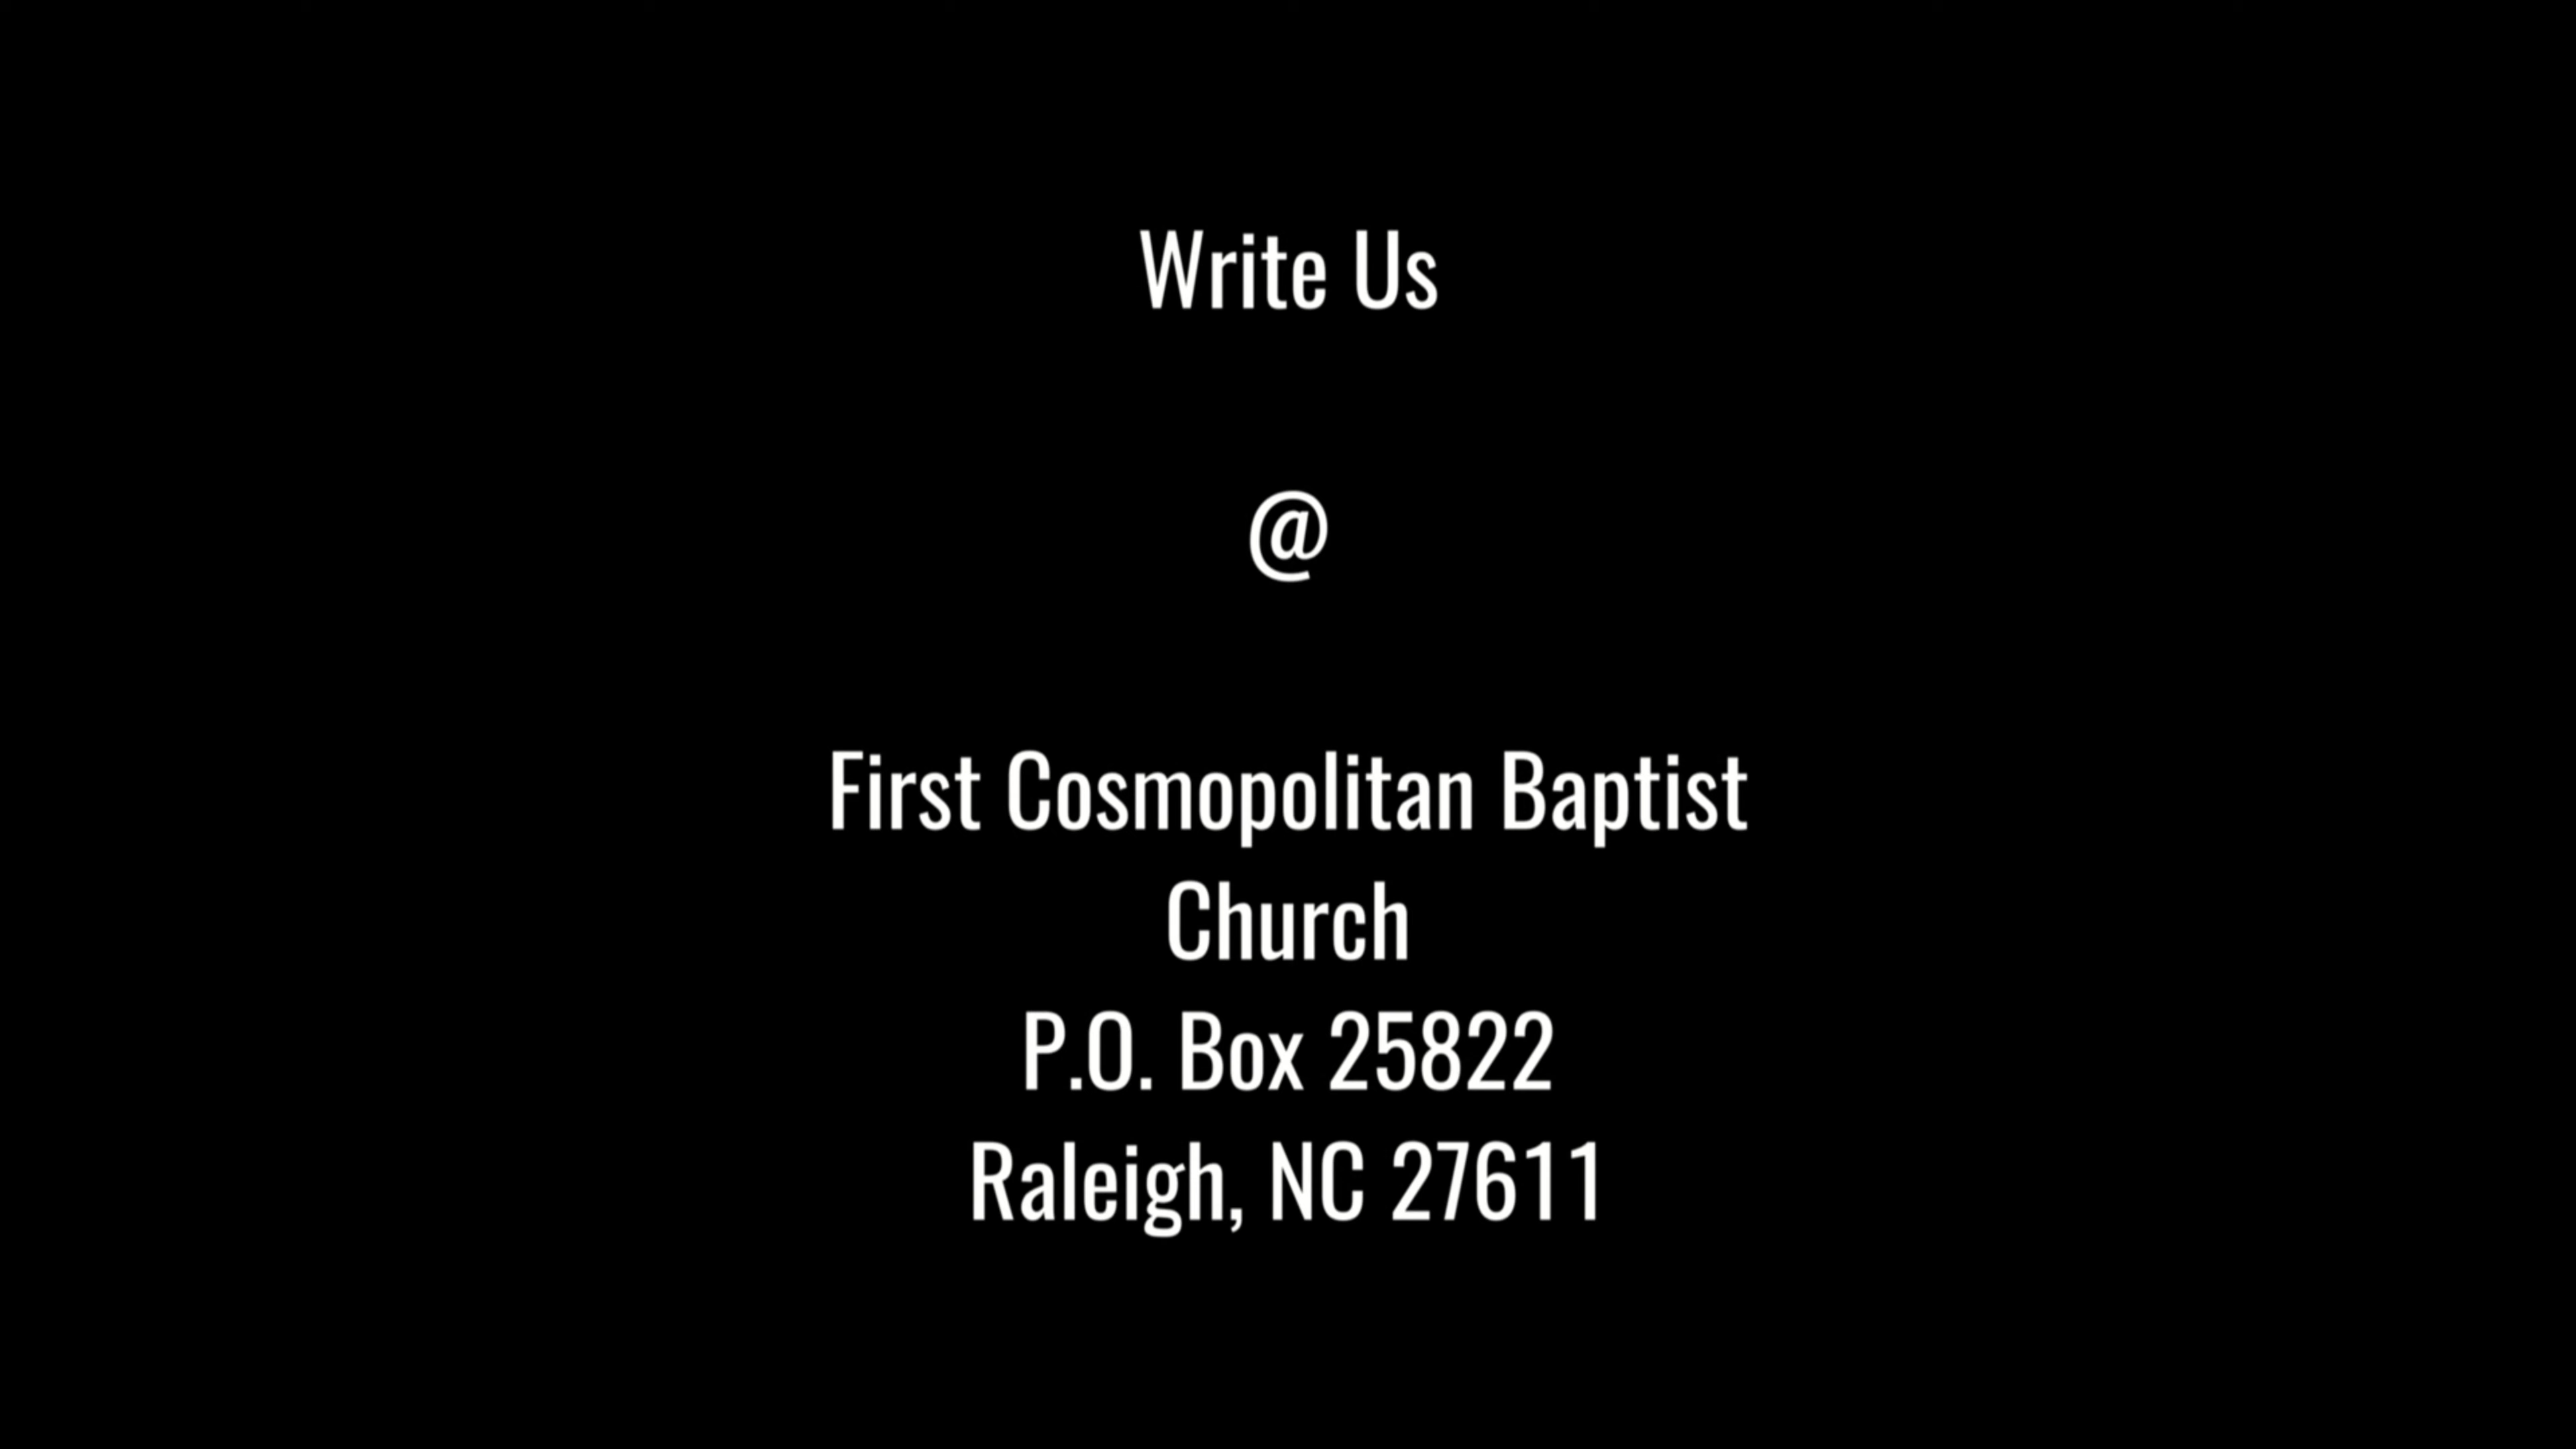 Write Us
@
First Cosmopolitan Baptist
Church
P.O. Box 25822
Raleigh, NC 27611